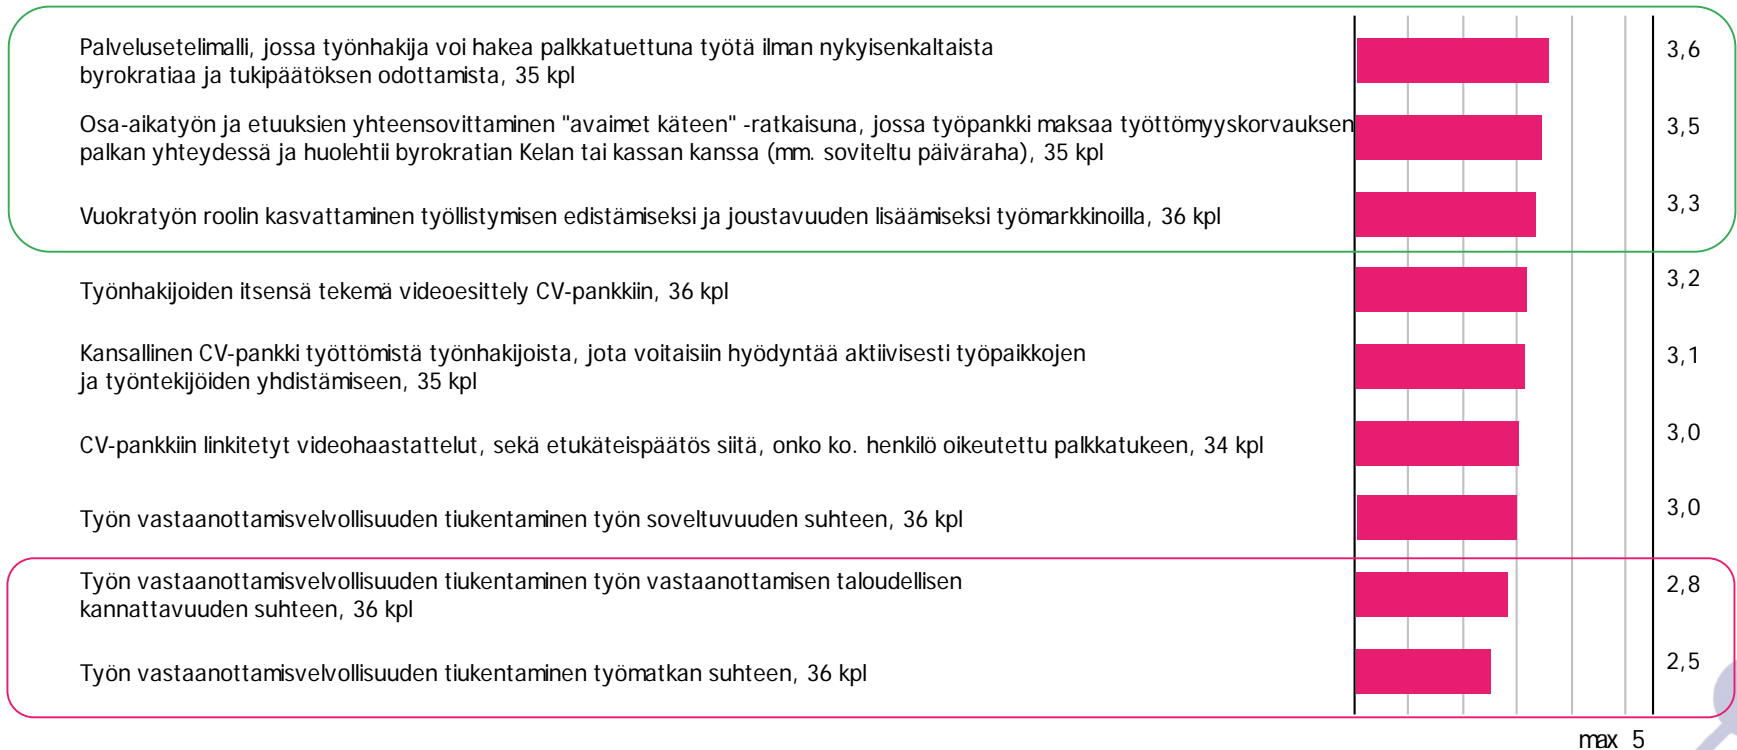 Palvelusetelimalli, jossa työnhakija voi hakea palkkatuettuna työtä ilman nykyisenkaltaista
byrokratiaa ja tukipäätöksen odottamista, 35 kpl
3,6
Osa-aikatyön ja etuuksien yhteensovittaminen "avaimet käteen" -ratkaisuna, jossa työpankki maksaa työttömyyskorvauksen
palkan yhteydessä ja huolehtii byrokratian Kelan tai kassan kanssa (mm. soviteltu päiväraha), 35 kpl
3,5
Vuokratyön roolin kasvattaminen työllistymisen edistämiseksi ja joustavuuden lisäämiseksi työmarkkinoilla, 36 kpl
3,3
Työnhakijoiden itsensä tekemä videoesittely CV-pankkiin, 36 kpl
3,2
Kansallinen CV-pankki työttömistä työnhakijoista, jota voitaisiin hyödyntää aktiivisesti työpaikkojen
ja työntekijöiden yhdistämiseen, 35 kpl
3,1
CV-pankkiin linkitetyt videohaastattelut, sekä etukäteispäätös siitä, onko ko. henkilö oikeutettu palkkatukeen, 34 kpl
3,0
Työn vastaanottamisvelvollisuuden tiukentaminen työn soveltuvuuden suhteen, 36 kpl
3,0
Työn vastaanottamisvelvollisuuden tiukentaminen työn vastaanottamisen taloudellisen
kannattavuuden suhteen, 36 kpl
2,8
Työn vastaanottamisvelvollisuuden tiukentaminen työmatkan suhteen, 36 kpl
2,5
max 5